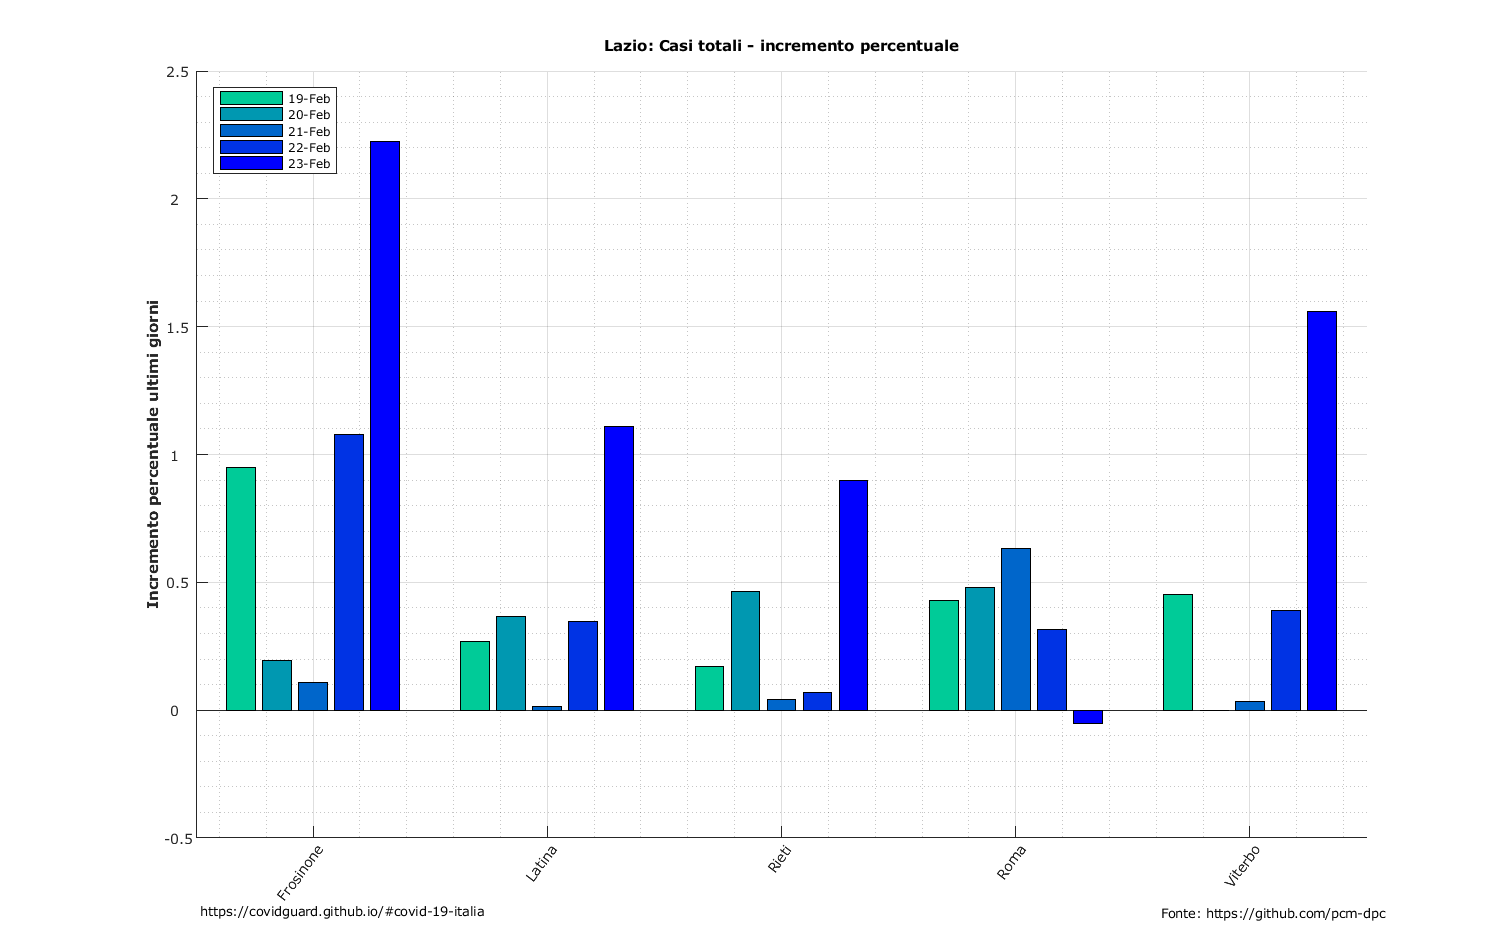 Lazio: Casi totali - incremento percentuale
2.5
2
1.5
1
0.5
0
-0.5
Incremento percentuale ultimi giorni
19-Feb
20-Feb
21-Feb
22-Feb
23-Feb
Frosinone
Latina
Rieti
Roma
Viterbo
https://covidguard.github.io/#covid-19-italia
Fonte: https://github.com/pcm-dpc